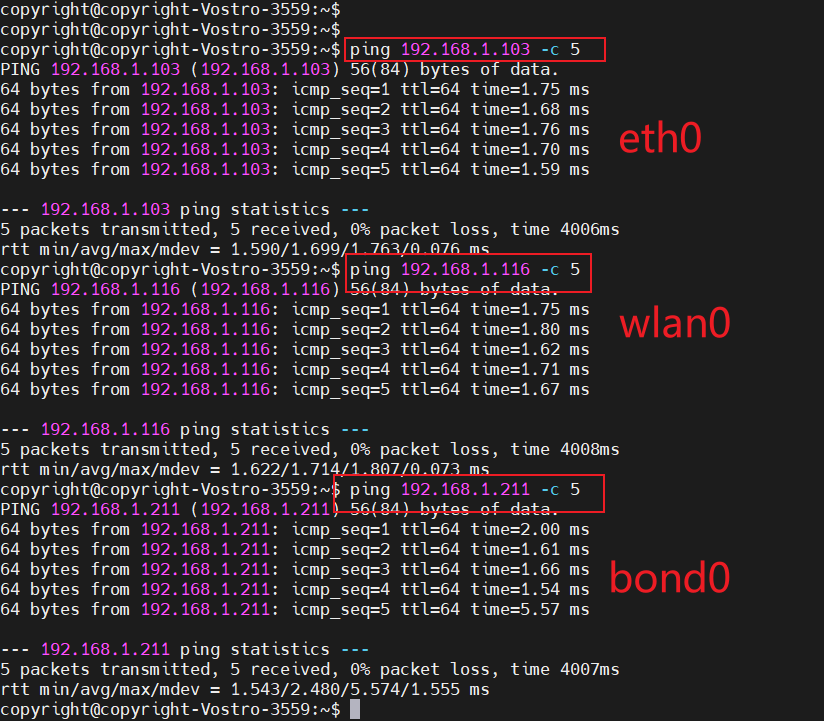 copyright@copyright-Vostro-3559:~$
copyright@copyright-Vostro-3559:~$
copyright@copyright-Vostro-3559:~$ ping 192.168.1.103 -c 5
PING 192.168.1.103 (192.168.1.103) 56(84) bytes of data.
64 bytes from 192.168.1.103: icmp_seq=1 ttl=64 time=1.75 ms
64 bytes from 192.168.1.103: icmp_seq=2 ttl=64 time=1.68 ms
64 bytes from 192.168.1.103: icmp_seq=3 ttl=64 time=1.76 ms
64 bytes from 192.168.1.103: icmp_seq=4 ttl=64 time=1.70 ms
64 bytes from 192.168.1.103: icmp_seq=5 ttl=64 time=1.59 ms
eth0
--- 192.168.1.103 ping statistics ---
5 packets transmitted, 5 received, 0% packet loss, time 4006ms
rtt min/avg/max/mdev = 1.590/1.699/1.763/0.076 ms
copyright@copyright-Vostro-3559:~$ ping 192.168.1.116 -c 5
PING 192.168.1.116 (192.168.1.116) 56(84) bytes of data.
64 bytes from 192.168.1.116: icmp_seq=1 ttl=64 time=1.75 ms
64 bytes from 192.168.1.116: icmp_seq=2 ttl=64 time=1.80 ms
64 bytes from 192.168.1.116: icmp_seq=3 ttl=64 time=1.62 ms
64 bytes from 192.168.1.116: icmp_seq=4 ttl=64 time=1.71 ms
64 bytes from 192.168.1.116: icmp_seq=5 ttl=64 time=1.67 ms
wlan0
--- 192.168.1.116 ping statistics ---
5 packets transmitted, 5 received, 0% packet loss, time 4008ms
rtt min/avg/max/mdev = 1.622/1.714/1.807/0.073 ms
copyright@copyright-Vostro-3559:~$ ping 192.168.1.211 -c 5
PING 192.168.1.211 (192.168.1.211) 56(84) bytes of data.
64 bytes from 192.168.1.211: icmp_seq=1 ttl=64 time=2.00 ms
64 bytes from 192.168.1.211: icmp_seq=2 ttl=64 time=1.61 ms
64 bytes from 192.168.1.211: icmp_seq=3 ttl=64 time=1.66 ms
64 bytes from 192.168.1.211: icmp_seq=4 ttl=64 time=1.54 ms
64 bytes from 192.168.1.211: icmp_seq=5 ttl=64 time=5.57 ms
bond0
--- 192.168.1.211 ping statistics ---
5 packets transmitted, 5 received, 0% packet loss, time 4007ms
rtt min/avg/max/mdev = 1.543/2.480/5.574/1.555 ms
copyright@copyright-Vostro-3559:~$